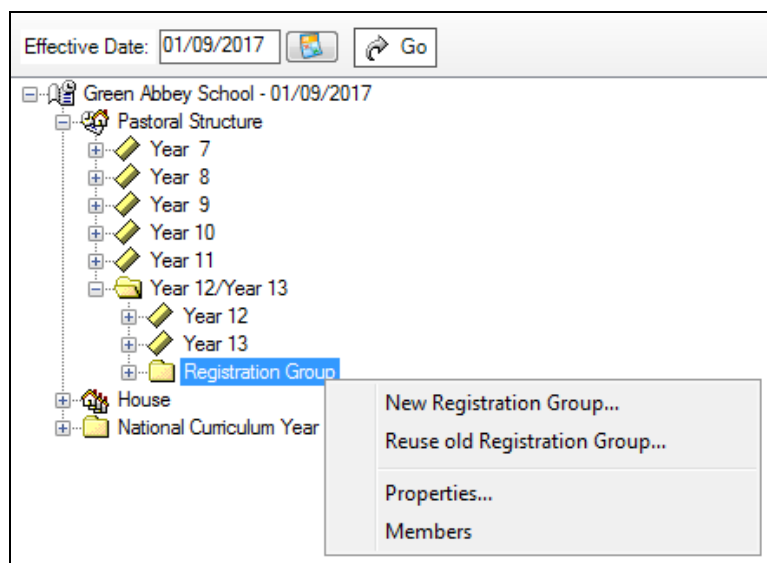 Effective Date: 01/09/2017 Go
Green Abbey School - 01/09/2017
Pastoral Structure
Year 7
Year 8
Year 9
Year 10
Year 11
Year 12/Year 13
Year 12
Year 13
Registration Group
House
National Curriculum Year
New Registration Group...
Reuse old Registration Group...
Properties...
Members